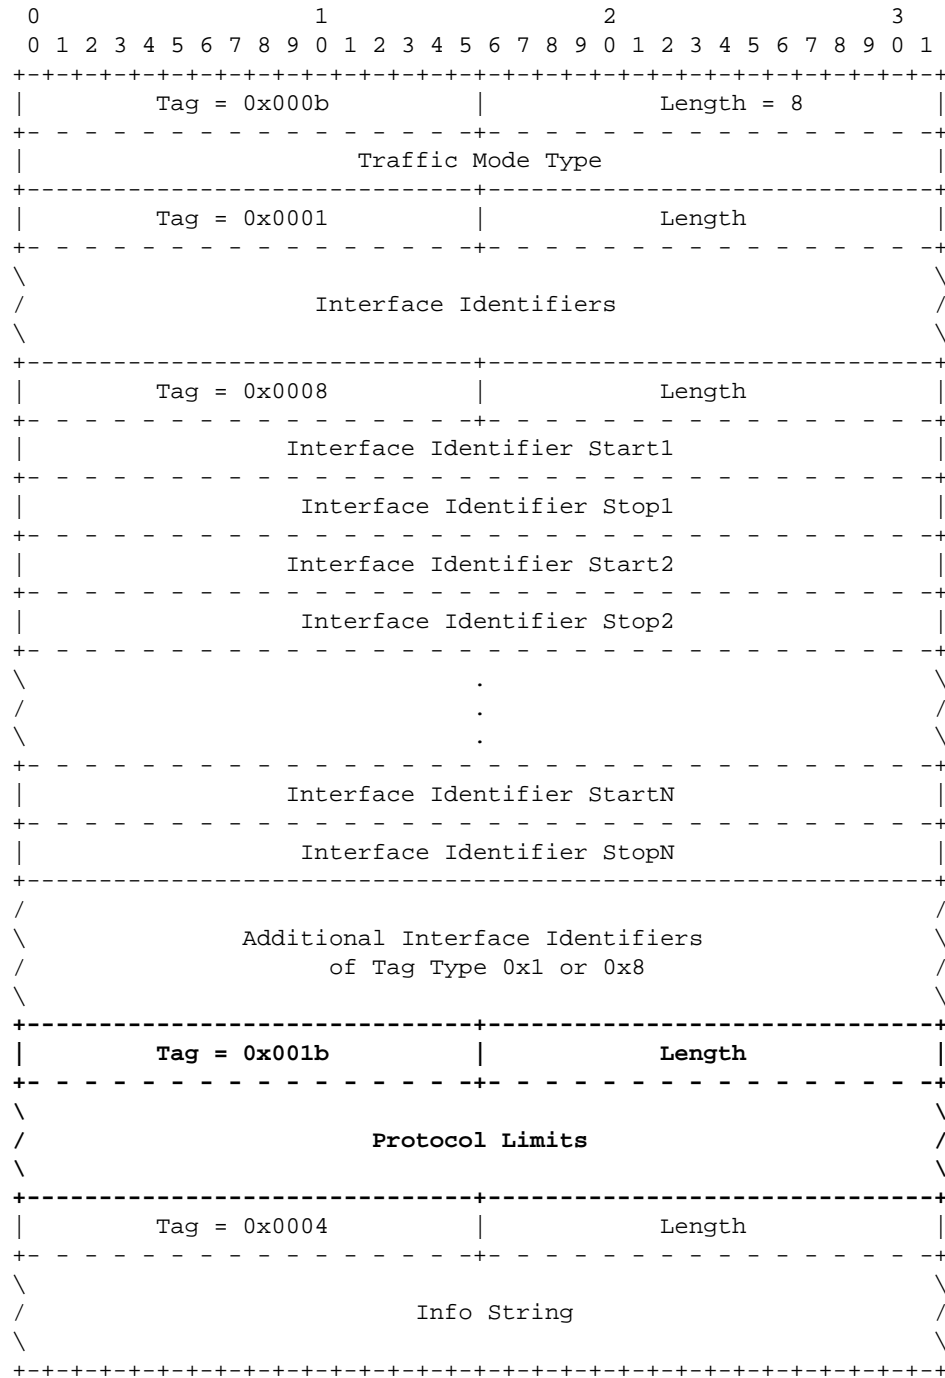 0                   1                   2                   3
 0 1 2 3 4 5 6 7 8 9 0 1 2 3 4 5 6 7 8 9 0 1 2 3 4 5 6 7 8 9 0 1
+-+-+-+-+-+-+-+-+-+-+-+-+-+-+-+-+-+-+-+-+-+-+-+-+-+-+-+-+-+-+-+-+
|         Tag = 0x000b          |            Length = 8         |
+- - - - - - - - - - - - - - - -+- - - - - - - - - - - - - - - -+
|                       Traffic Mode Type                       |
+-------------------------------+-------------------------------+
|         Tag = 0x0001          |            Length             |
+- - - - - - - - - - - - - - - -+- - - - - - - - - - - - - - - -+
\                                                               \
/                    Interface Identifiers                      /
\                                                               \
+-------------------------------+-------------------------------+
|         Tag = 0x0008          |            Length             |
+- - - - - - - - - - - - - - - -+- - - - - - - - - - - - - - - -+
|                  Interface Identifier Start1                  |
+- - - - - - - - - - - - - - - - - - - - - - - - - - - - - - - -+
|                   Interface Identifier Stop1                  |
+- - - - - - - - - - - - - - - - - - - - - - - - - - - - - - - -+
|                  Interface Identifier Start2                  |
+- - - - - - - - - - - - - - - - - - - - - - - - - - - - - - - -+
|                   Interface Identifier Stop2                  |
+- - - - - - - - - - - - - - - - - - - - - - - - - - - - - - - -+
\                               .                               \
/                               .                               /
\                               .                               \
+- - - - - - - - - - - - - - - - - - - - - - - - - - - - - - - -+
|                  Interface Identifier StartN                  |
+- - - - - - - - - - - - - - - - - - - - - - - - - - - - - - - -+
|                   Interface Identifier StopN                  |
+---------------------------------------------------------------+
/                                                               /
\               Additional Interface Identifiers                \
/                     of Tag Type 0x1 or 0x8                    /
\                                                               \
+-------------------------------+-------------------------------+
|         Tag = 0x001b          |            Length             |
+- - - - - - - - - - - - - - - -+- - - - - - - - - - - - - - - -+
\                                                               \
/                        Protocol Limits                        /
\                                                               \
+-------------------------------+-------------------------------+
|         Tag = 0x0004          |            Length             |
+- - - - - - - - - - - - - - - -+- - - - - - - - - - - - - - - -+
\                                                               \
/                           Info String                         /
\                                                               \
+-+-+-+-+-+-+-+-+-+-+-+-+-+-+-+-+-+-+-+-+-+-+-+-+-+-+-+-+-+-+-+-+